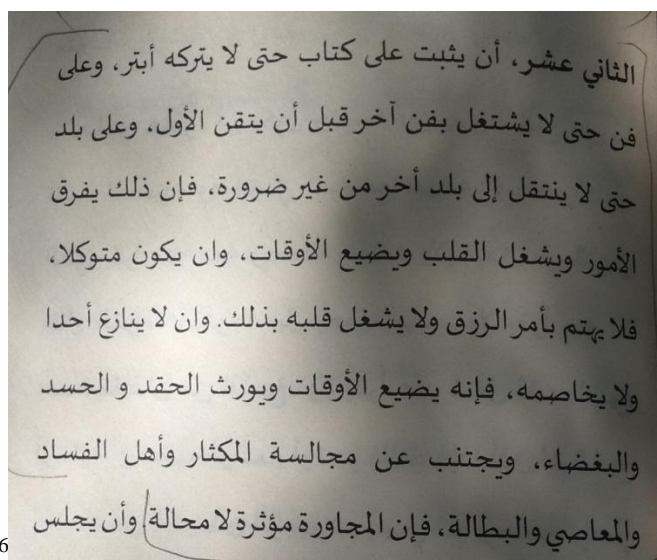 الثاني عشر، أن يثبت على كتاب حتى لا يتركه أبتر، وعلى
فن حتى لا يشتغل بفن آخر قبل أن يتقن الأول، وعلى بلد
حتى لا ينتقل إلى بلد أخر من غير ضرورة، فإن ذلك يفرق
الأمور ويشغل القلب ويضيع الأوقات، وان يكون متوكلا،
فلا يهتم بأمر الرزق ولا يشغل قلبه بذلك. وان لا ينازع أحدا
ولا يخاصمه، فإنه يضيع الأوقات ويورث الحقد و الحسد
والبغضاء، ويجتنب عن مجالسة المكثار وأهل الفساد
والمعاصي والبطالة، فإن المجاورة مؤثرة لا محالة وأن يجلس
6